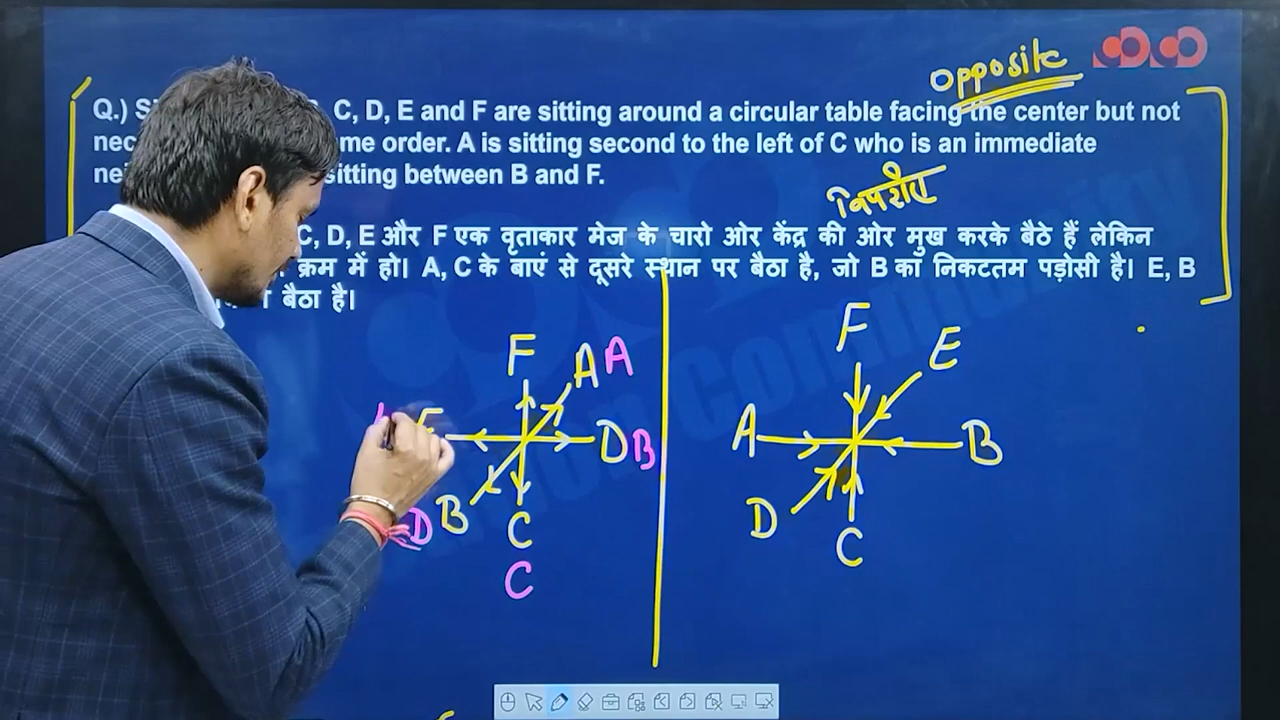 opposite
Q.) S C, D, E and F are sitting around a circular table facing the center but not
nec me order. A is sitting second to the left of C who is an immediate
nei sitting between B and F.
विपरीत
C, D, E और F एक वृताकार मेज के चारो ओर केंद्र की ओर मुख करके बैठे हैं लेकिन
क्रम में हो। A, C के बाएं से दूसरे स्थान पर बैठा है, जो B का निकटतम पड़ोसी है। E, B
बैठा है।
F A A
D B
D B C
C
F E
A B
D C